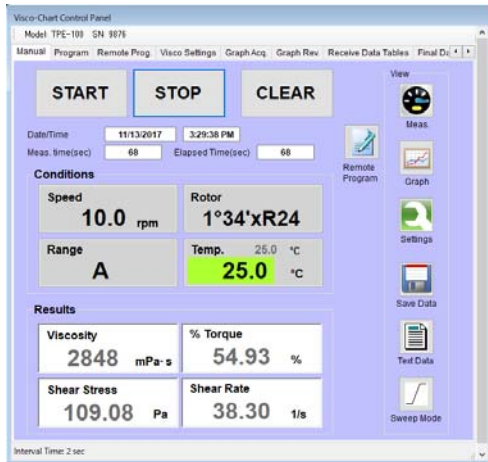 Visco-Chart Control Panel
Model TPE-100 SN 9876
Manual Program Remote Prog. Visco Settings Graph Acq. Graph Rev. Receive Data Tables Final Da
View
START STOP CLEAR
Meas.
Date/Time 11/13/2017 3:29:38 PM
Meas. time(sec) 68 Elapsed Time(sec) 68
Remote
Program
Graph
Conditions
Speed
10.0 rpm
Rotor
1°34'xR24
Settings
Range
A
Temp. 25.0 °C
25.0 °C
Save Data
Results
Viscosity
2848 mPa·s
% Torque
54.93 %
Text Data
Shear Stress
109.08 Pa
Shear Rate
38.30 1/s
Sweep Mode
Interval Time: 2 sec